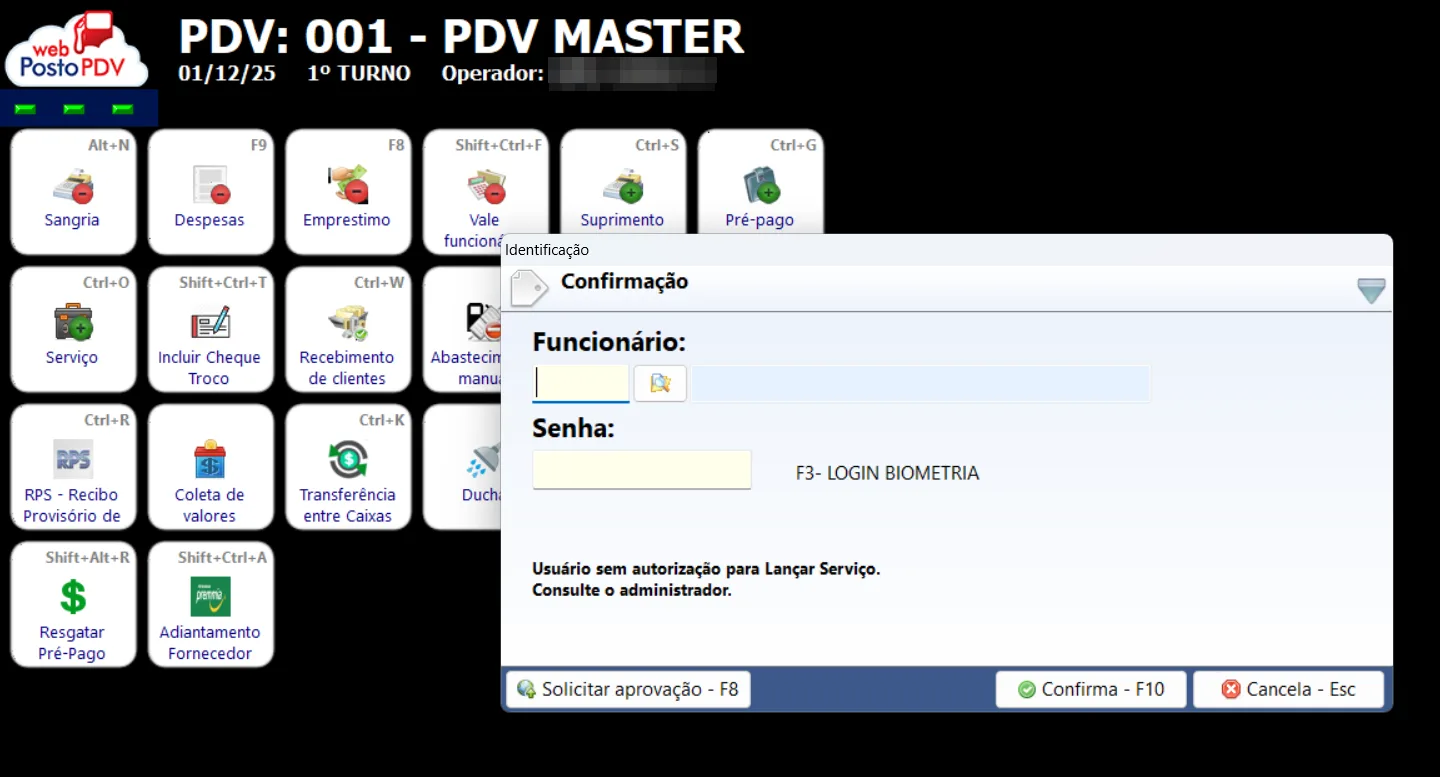 web
PostoPDV
PDV: 001 - PDV MASTER
01/12/25 1º TURNO Operador:
Alt+N
Sangria
F9
Despesas
F8
Emprestimo
Shift+Ctrl+F
Vale
funcioná
Ctrl+S
Suprimento
Ctrl+G
Pré-pago
Ctrl+O
Serviço
Shift+Ctrl+T
Incluir Cheque
Troco
Ctrl+W
Recebimento
de clientes
Abastecim
manua
Ctrl+R
RPS
RPS - Recibo
Provisório de
Coleta de
valores
Ctrl+K
Transferência
entre Caixas
Ducha
Shift+Alt+R
Resgatar
Pré-Pago
Shift+Ctrl+A
premmia
Adiantamento
Fornecedor
Identificação
Confirmação
Funcionário:
Senha:
F3- LOGIN BIOMETRIA
Usuário sem autorização para Lançar Serviço.
Consulte o administrador.
Solicitar aprovação - F8
Confirma - F10
Cancela - Esc